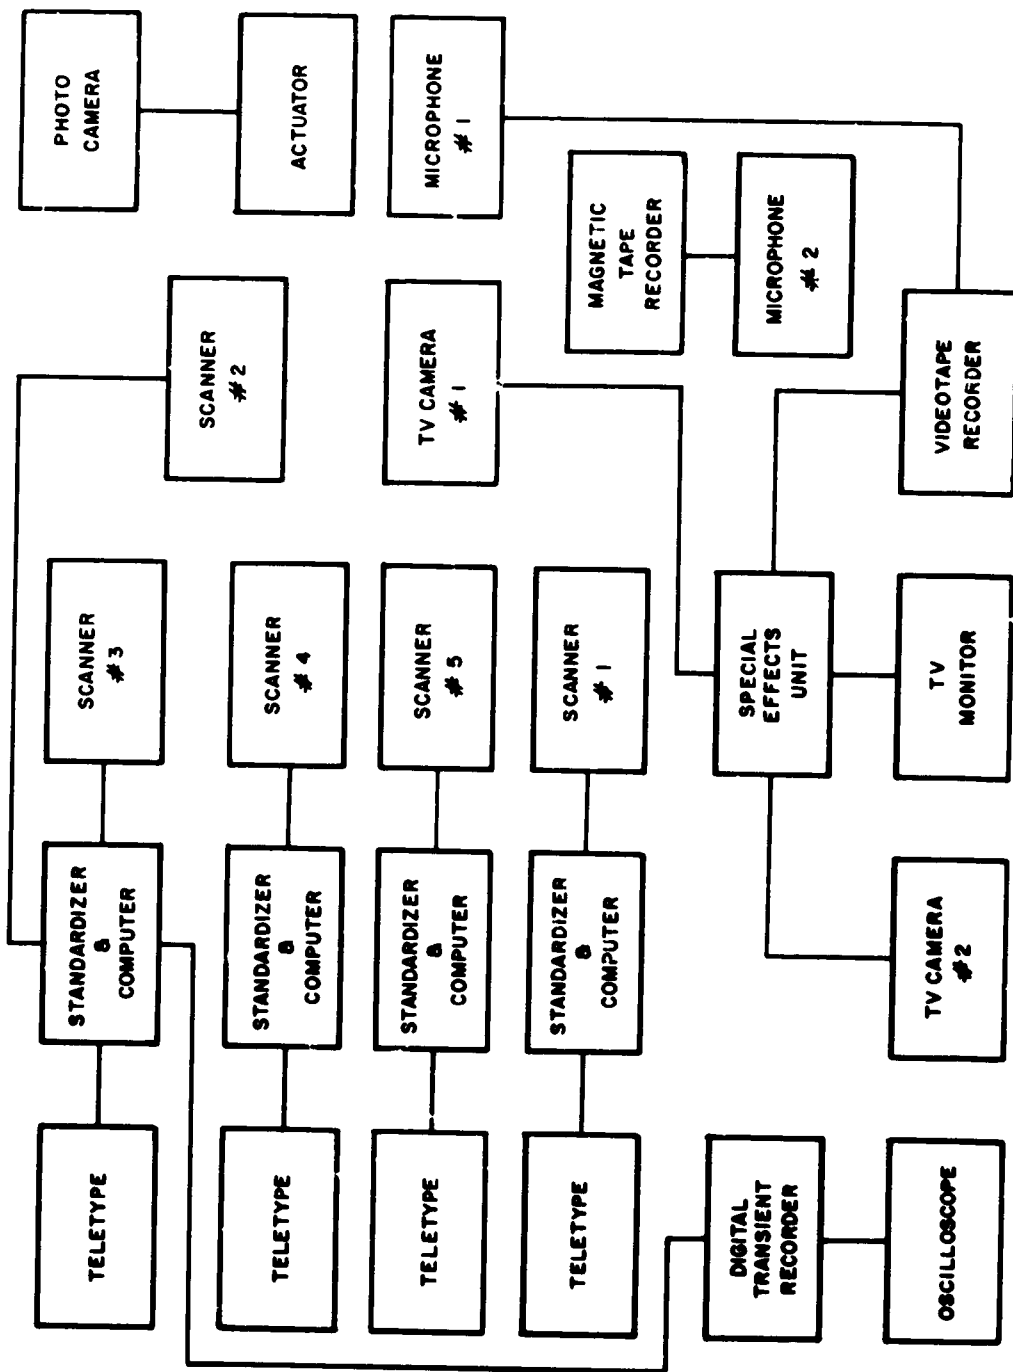 TELETYPE
STANDARDIZER
&
COMPUTER
SCANNER
#3
PHOTO
CAMERA
SCANNER
#2
TELETYPE
STANDARDIZER
&
COMPUTER
SCANNER
#4
ACTUATOR
TELETYPE
STANDARDIZER
&
COMPUTER
SCANNER
#5
TV CAMERA
#1
MICROPHONE
#1
TELETYPE
STANDARDIZER
&
COMPUTER
SCANNER
#1
MAGNETIC
TAPE
RECORDER
DIGITAL
TRANSIENT
RECORDER
SPECIAL
EFFECTS
UNIT
MICROPHONE
#2
OSCILLOSCOPE
TV CAMERA
#2
TV
MONITOR
VIDEOTAPE
RECORDER